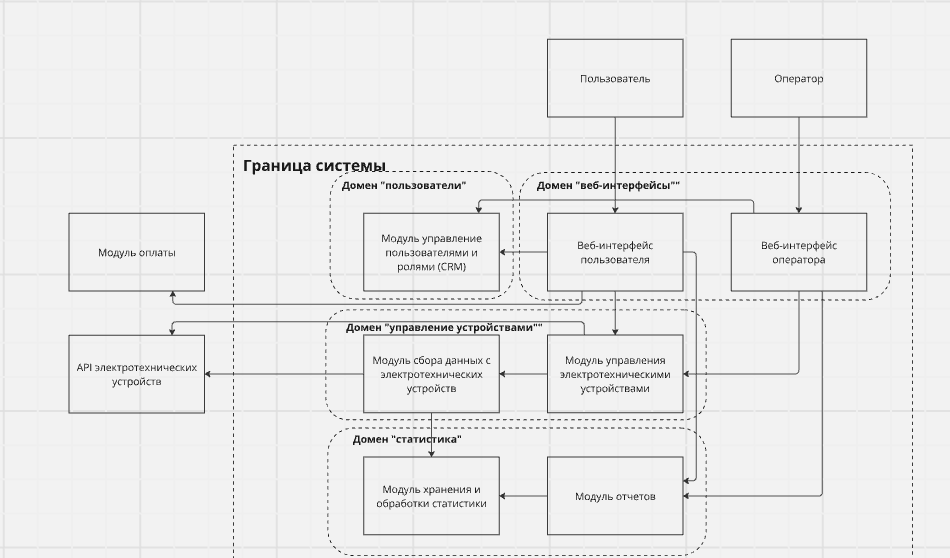 Пользователь
Оператор
Граница системы
Домен "пользователи"
Домен "веб-интерфейсы""
Модуль оплаты
Модуль управление
пользователями и
ролями (CRM)
Веб-интерфейс
пользователя
Веб-интерфейс
оператора
Домен "управление устройствами""
API электротехнических
устройств
Модуль сбора данных с
электротехнических
устройств
Модуль управления
электротехническими
устройствами
Домен "статистика"
Модуль хранения и
обработки статистики
Модуль отчетов